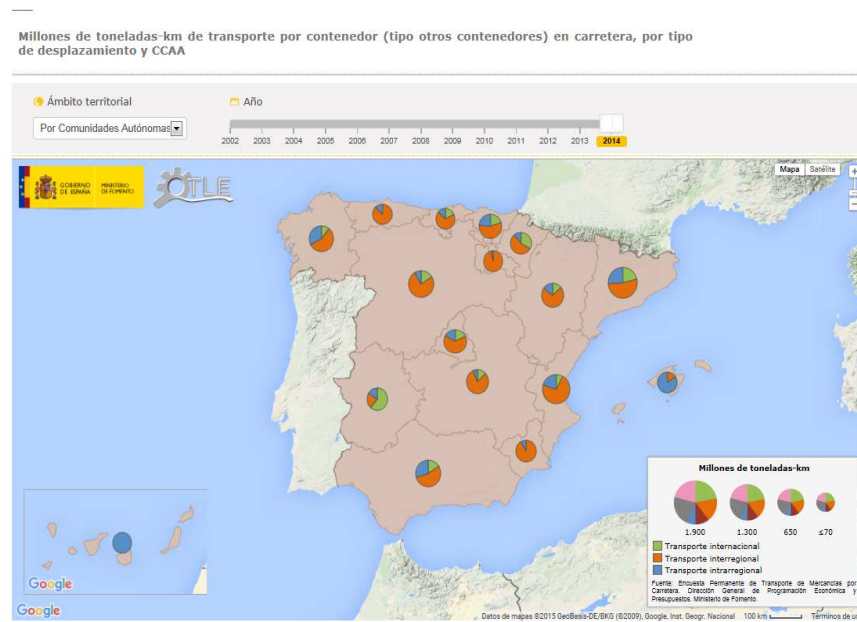 Millones de toneladas-km de transporte por contenedor (tipo otros contenedores) en carretera, por tipo
de desplazamiento y CCAA
Ámbito territorial
Año
Por Comunidades Autónomas
2002 2003 2004 2005 2006 2007 2008 2009 2010 2011 2012 2013 2014
GOBIERNO
DE ESPAÑA
MINISTERIO
DE FOMENTO
OTLE
Mapa Satélite
+
−
Millones de toneladas-km
1.900 1.300 650 ≤70
Transporte internacional
Transporte interregional
Transporte intrarregional
Fuente: Encuesta Permanente de Transporte de Mercancías por
Carretera. Dirección General de Programación Económica y
Presupuestos. Ministerio de Fomento.
Google
Google
Datos de mapas ©2015 GeoBasis-DE/BKG (©2009), Google, Inst. Geogr. Nacional 100 km Términos de u